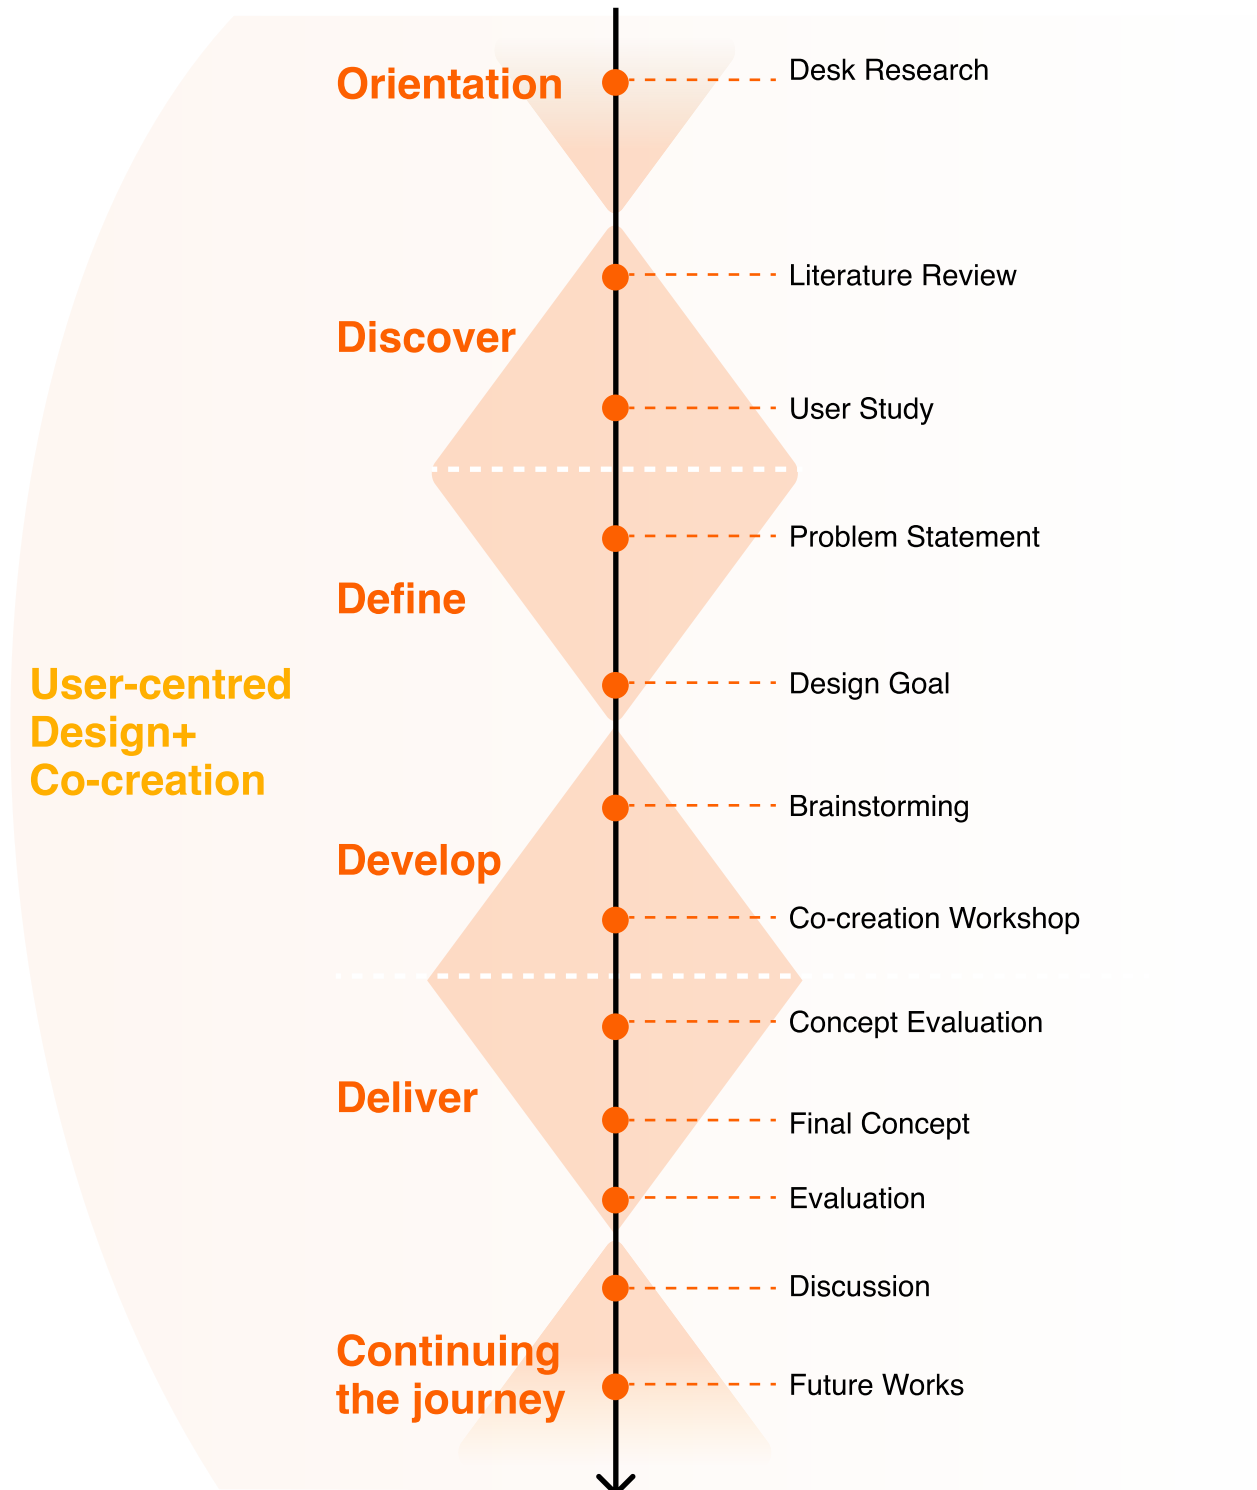 Orientation
Desk Research
Literature Review
Discover
User Study
Problem Statement
Define
User-centred
Design+
Co-creation
Design Goal
Brainstorming
Develop
Co-creation Workshop
Concept Evaluation
Deliver
Final Concept
Evaluation
Discussion
Continuing
the journey
Future Works